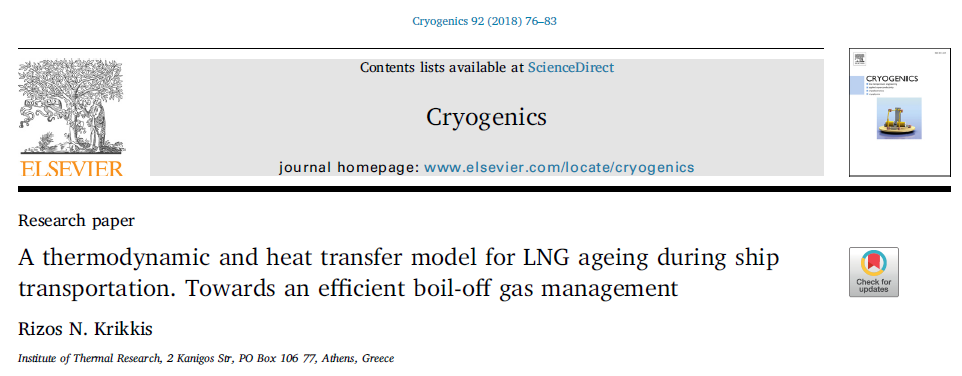 Cryogenics 92 (2018) 76–83
Contents lists available at ScienceDirect
Cryogenics
journal homepage: www.elsevier.com/locate/cryogenics
ELSEVIER
CRYOGENICS
Research paper
A thermodynamic and heat transfer model for LNG ageing during ship
transportation. Towards an efficient boil-off gas management
Check for
updates
Rizos N. Krikkis
Institute of Thermal Research, 2 Kanigos Str, PO Box 106 77, Athens, Greece